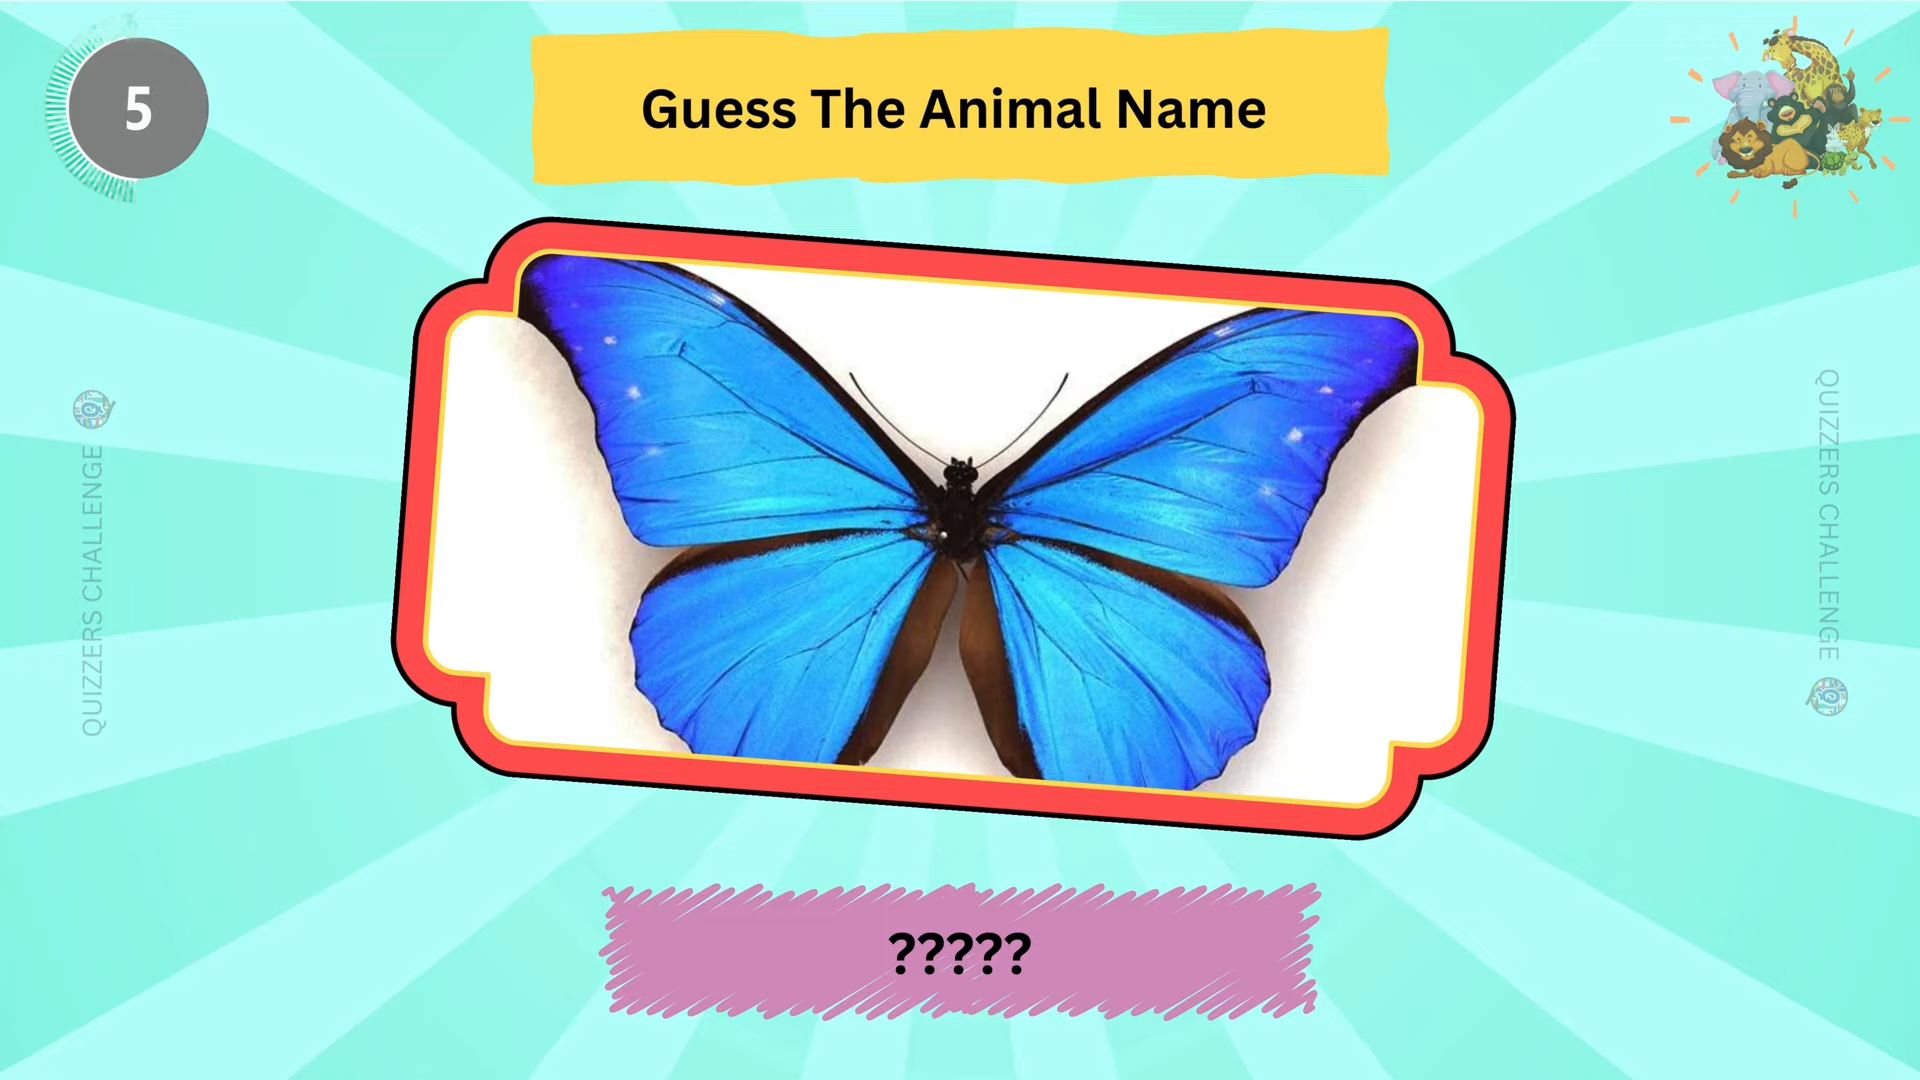 5
Guess The Animal Name
QUIZZERS CHALLENGE
QUIZZERS CHALLENGE
?????